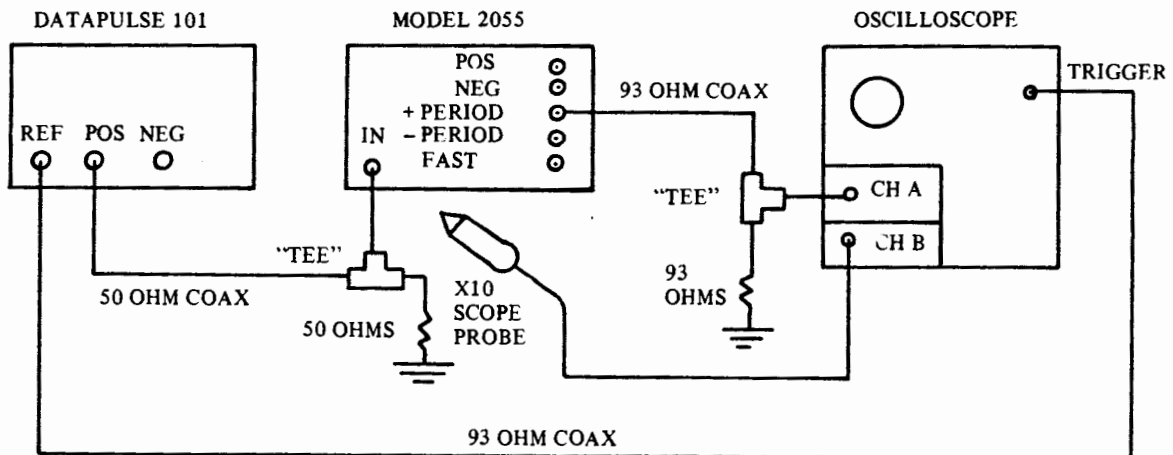 DATAPULSE 101
MODEL 2055
OSCILLOSCOPE
REF POS NEG
IN
POS
NEG
+ PERIOD
– PERIOD
FAST
93 OHM COAX
TRIGGER
CH A
CH B
"TEE"
93
OHMS
"TEE"
50 OHM COAX
50 OHMS
X10
SCOPE
PROBE
93 OHM COAX